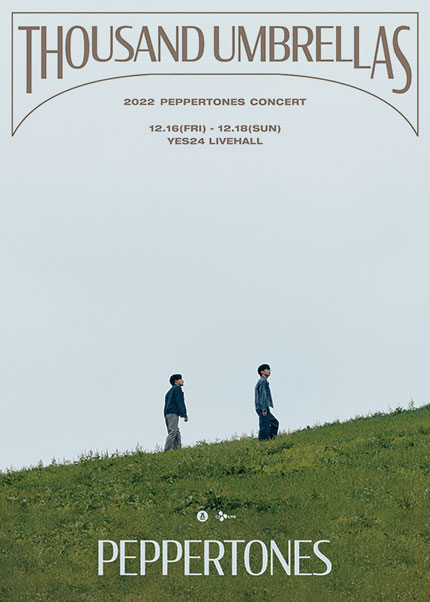 THOUSAND UMBRELLAS
2022 PEPPERTONES CONCERT
12.16(FRI) - 12.18(SUN)
YES24 LIVEHALL
PEPPERTONES